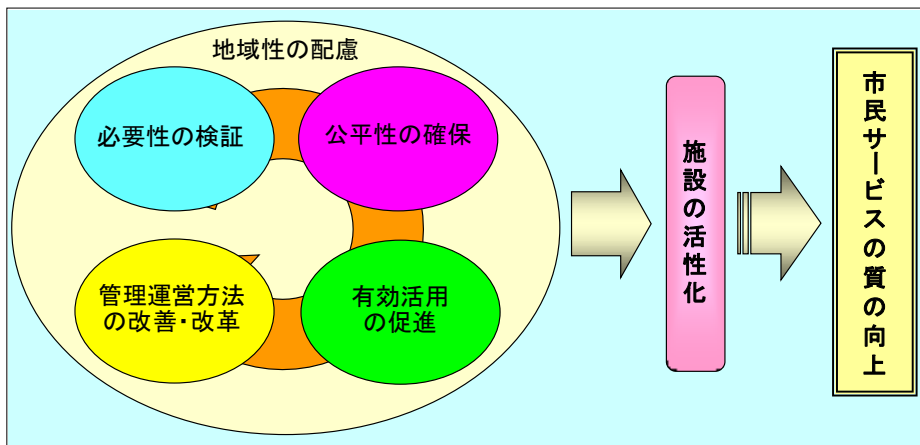 地域性の配慮
必要性の検証
公平性の確保
管理運営方法
の改善・改革
有効活用
の促進
施設の活性化
市民サービスの質の向上